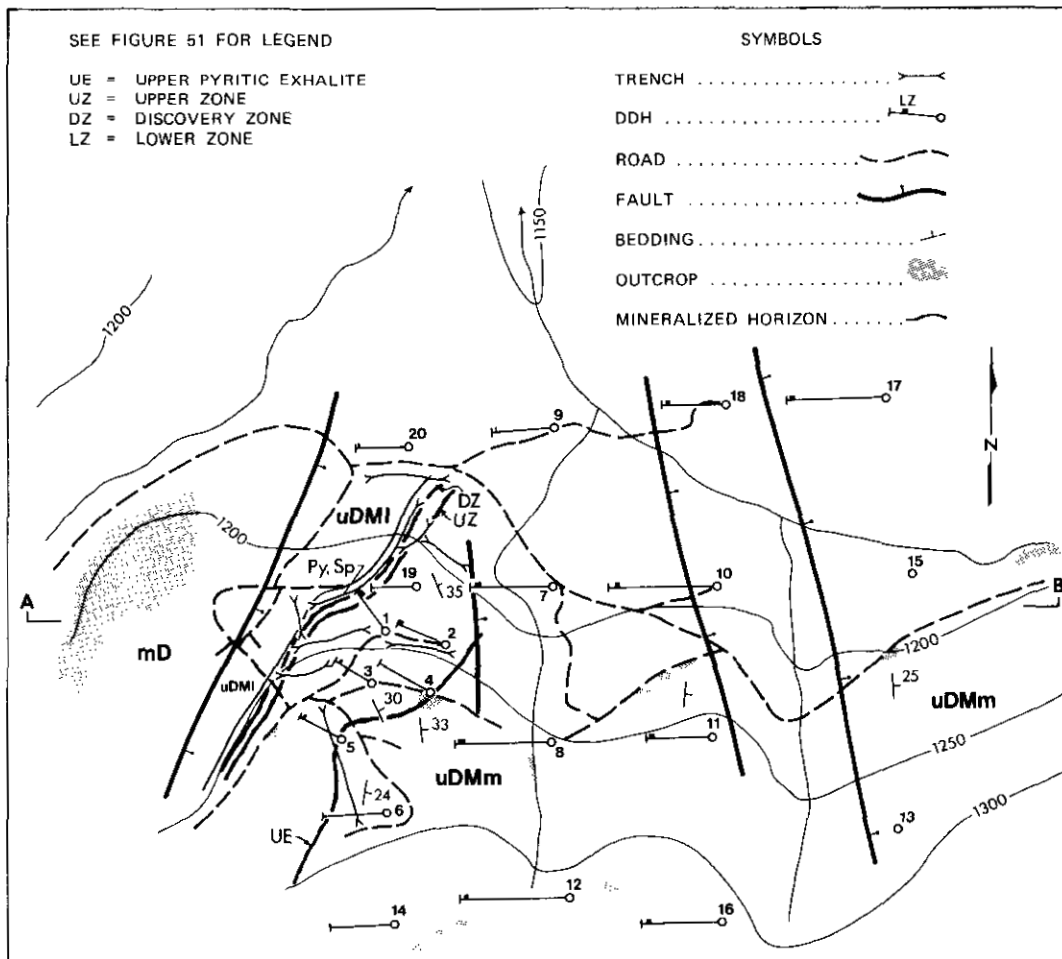 SEE FIGURE 51 FOR LEGEND
UE = UPPER PYRITIC EXHALITE
UZ = UPPER ZONE
DZ = DISCOVERY ZONE
LZ = LOWER ZONE
SYMBOLS
TRENCH
DDH
LZ
ROAD
FAULT
BEDDING
OUTCROP
MINERALIZED HORIZON
1150
1200
N
17
18
9
20
DZ
UZ
uDMl
1200
Py, Sp
19
35
7
10
15
A
B
1
2
1200
mD
uDMl
3
4
30
25
uDMm
33
5
11
8
uDMm
1250
24
6
1300
UE
13
12
14
16